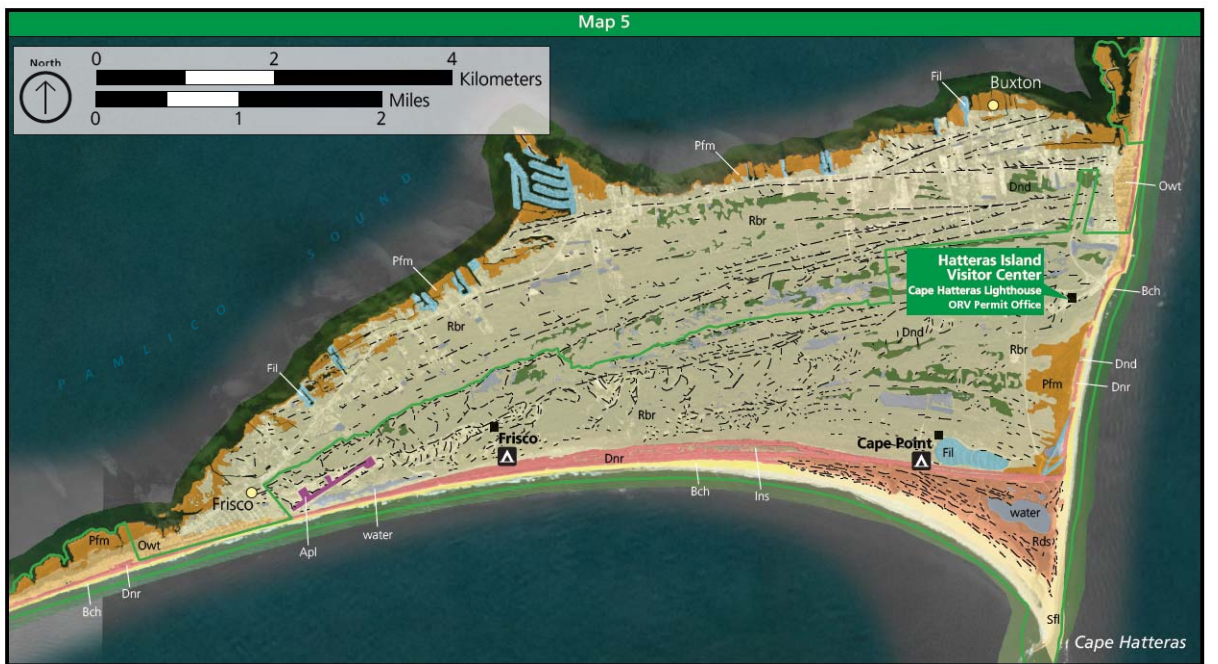 Map 5
North
0 2 4
Kilometers
Miles
0 1 2
Fil
Buxton
Pfm
Dnd
Owt
Rbr
PAMLICO SOUND
Pfm
Hatteras Island
Visitor Center
Cape Hatteras Lighthouse
ORV Permit Office
Bch
Rbr
Dnd
Rbr
Dnd
Fil
Pfm
Dnr
Rbr
Frisco
Cape Point
Fil
Dnr
Bch
Ins
Frisco
water
water
Apl
Pfm
Owt
Rds
Dnr
Bch
Sfl
Cape Hatteras